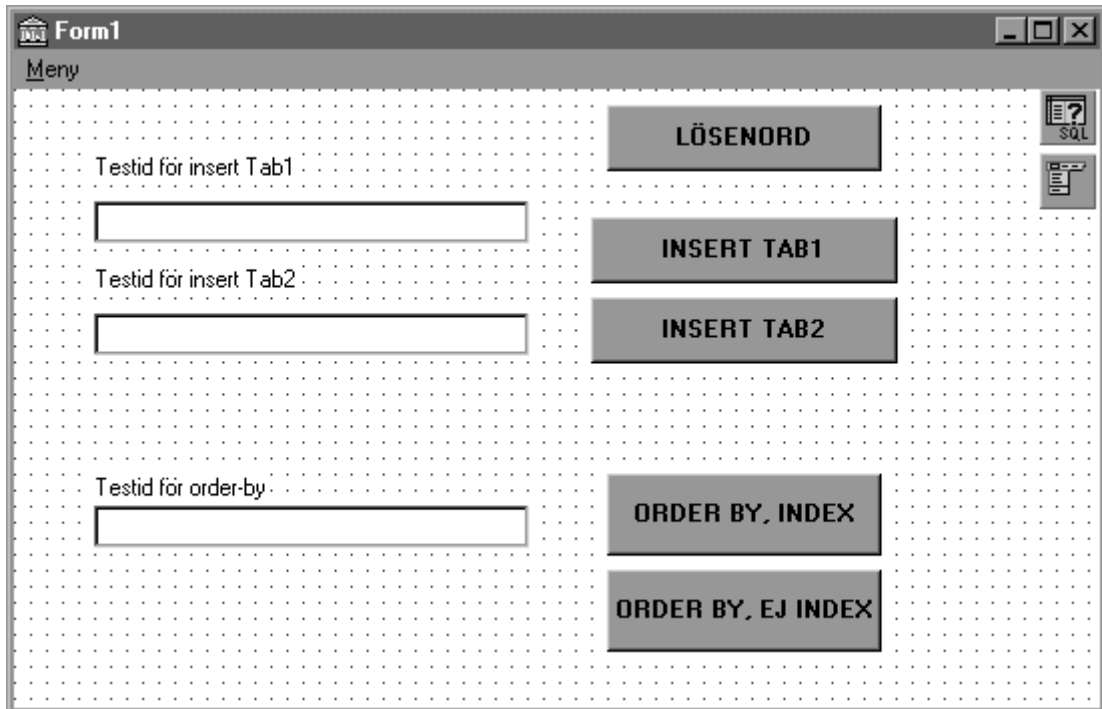 Form1
Meny
LÖSENORD
SQL
Testid för insert Tab1
INSERT TAB1
Testid för insert Tab2
INSERT TAB2
Testid för order-by
ORDER BY, INDEX
ORDER BY, EJ INDEX